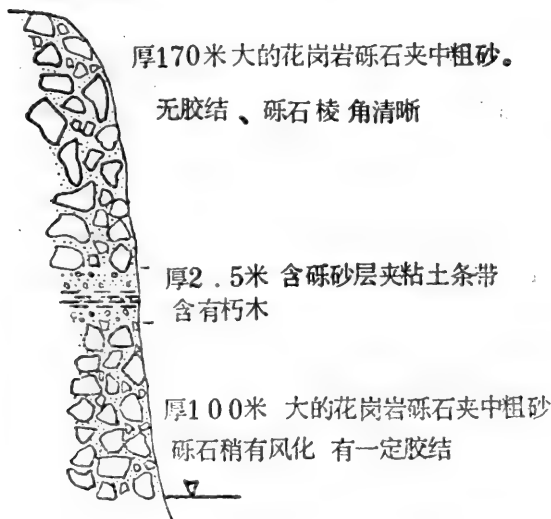 厚170米大的花岗岩砾石夹中粗砂。
无胶结、砾石棱角清晰
厚2.5米 含砾砂层夹粘土条带
含有朽木
厚100米 大的花岗岩砾石夹中粗砂
砾石稍有风化 有一定胶结